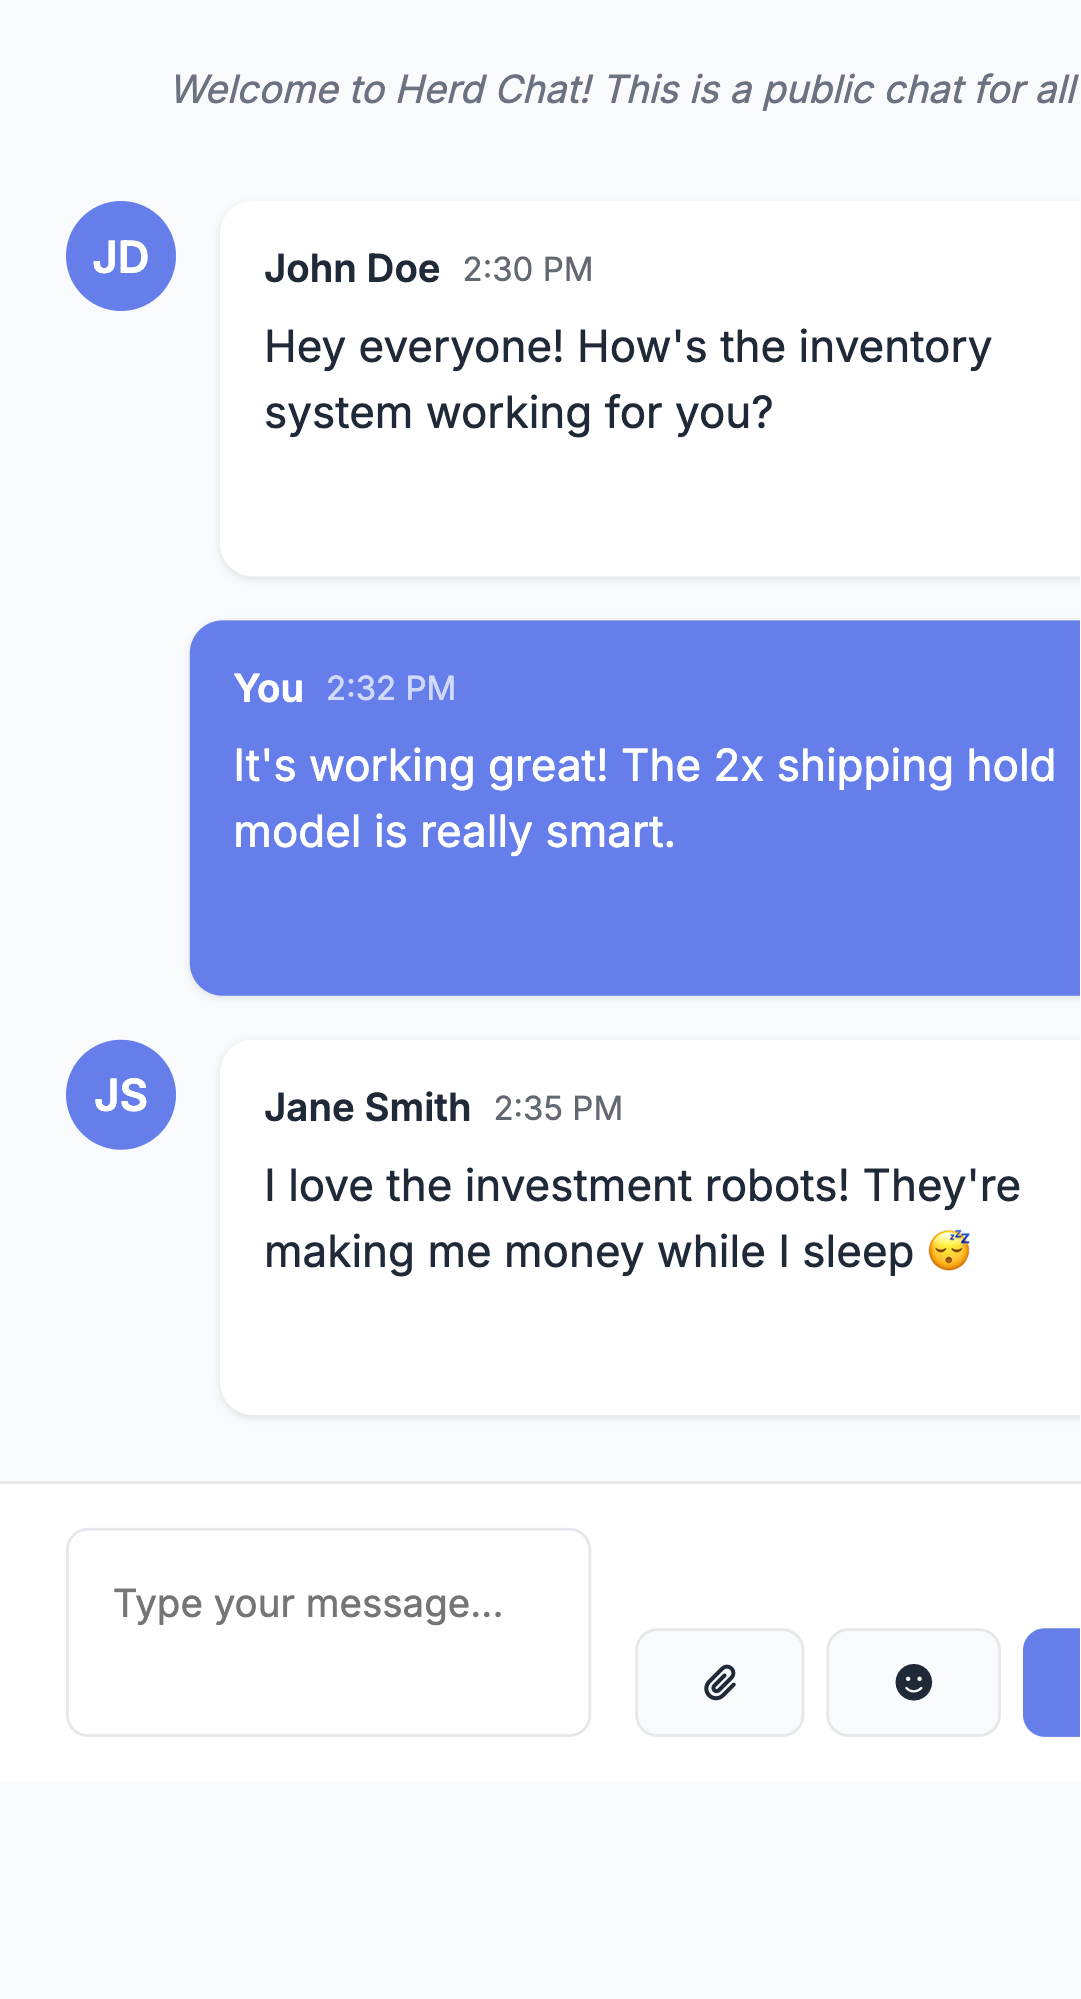 Welcome to Herd Chat! This is a public chat for all
JD
John Doe 2:30 PM
Hey everyone! How's the inventory
system working for you?
You 2:32 PM
It's working great! The 2x shipping hold
model is really smart.
JS
Jane Smith 2:35 PM
I love the investment robots! They're
making me money while I sleep 😴
Type your message...